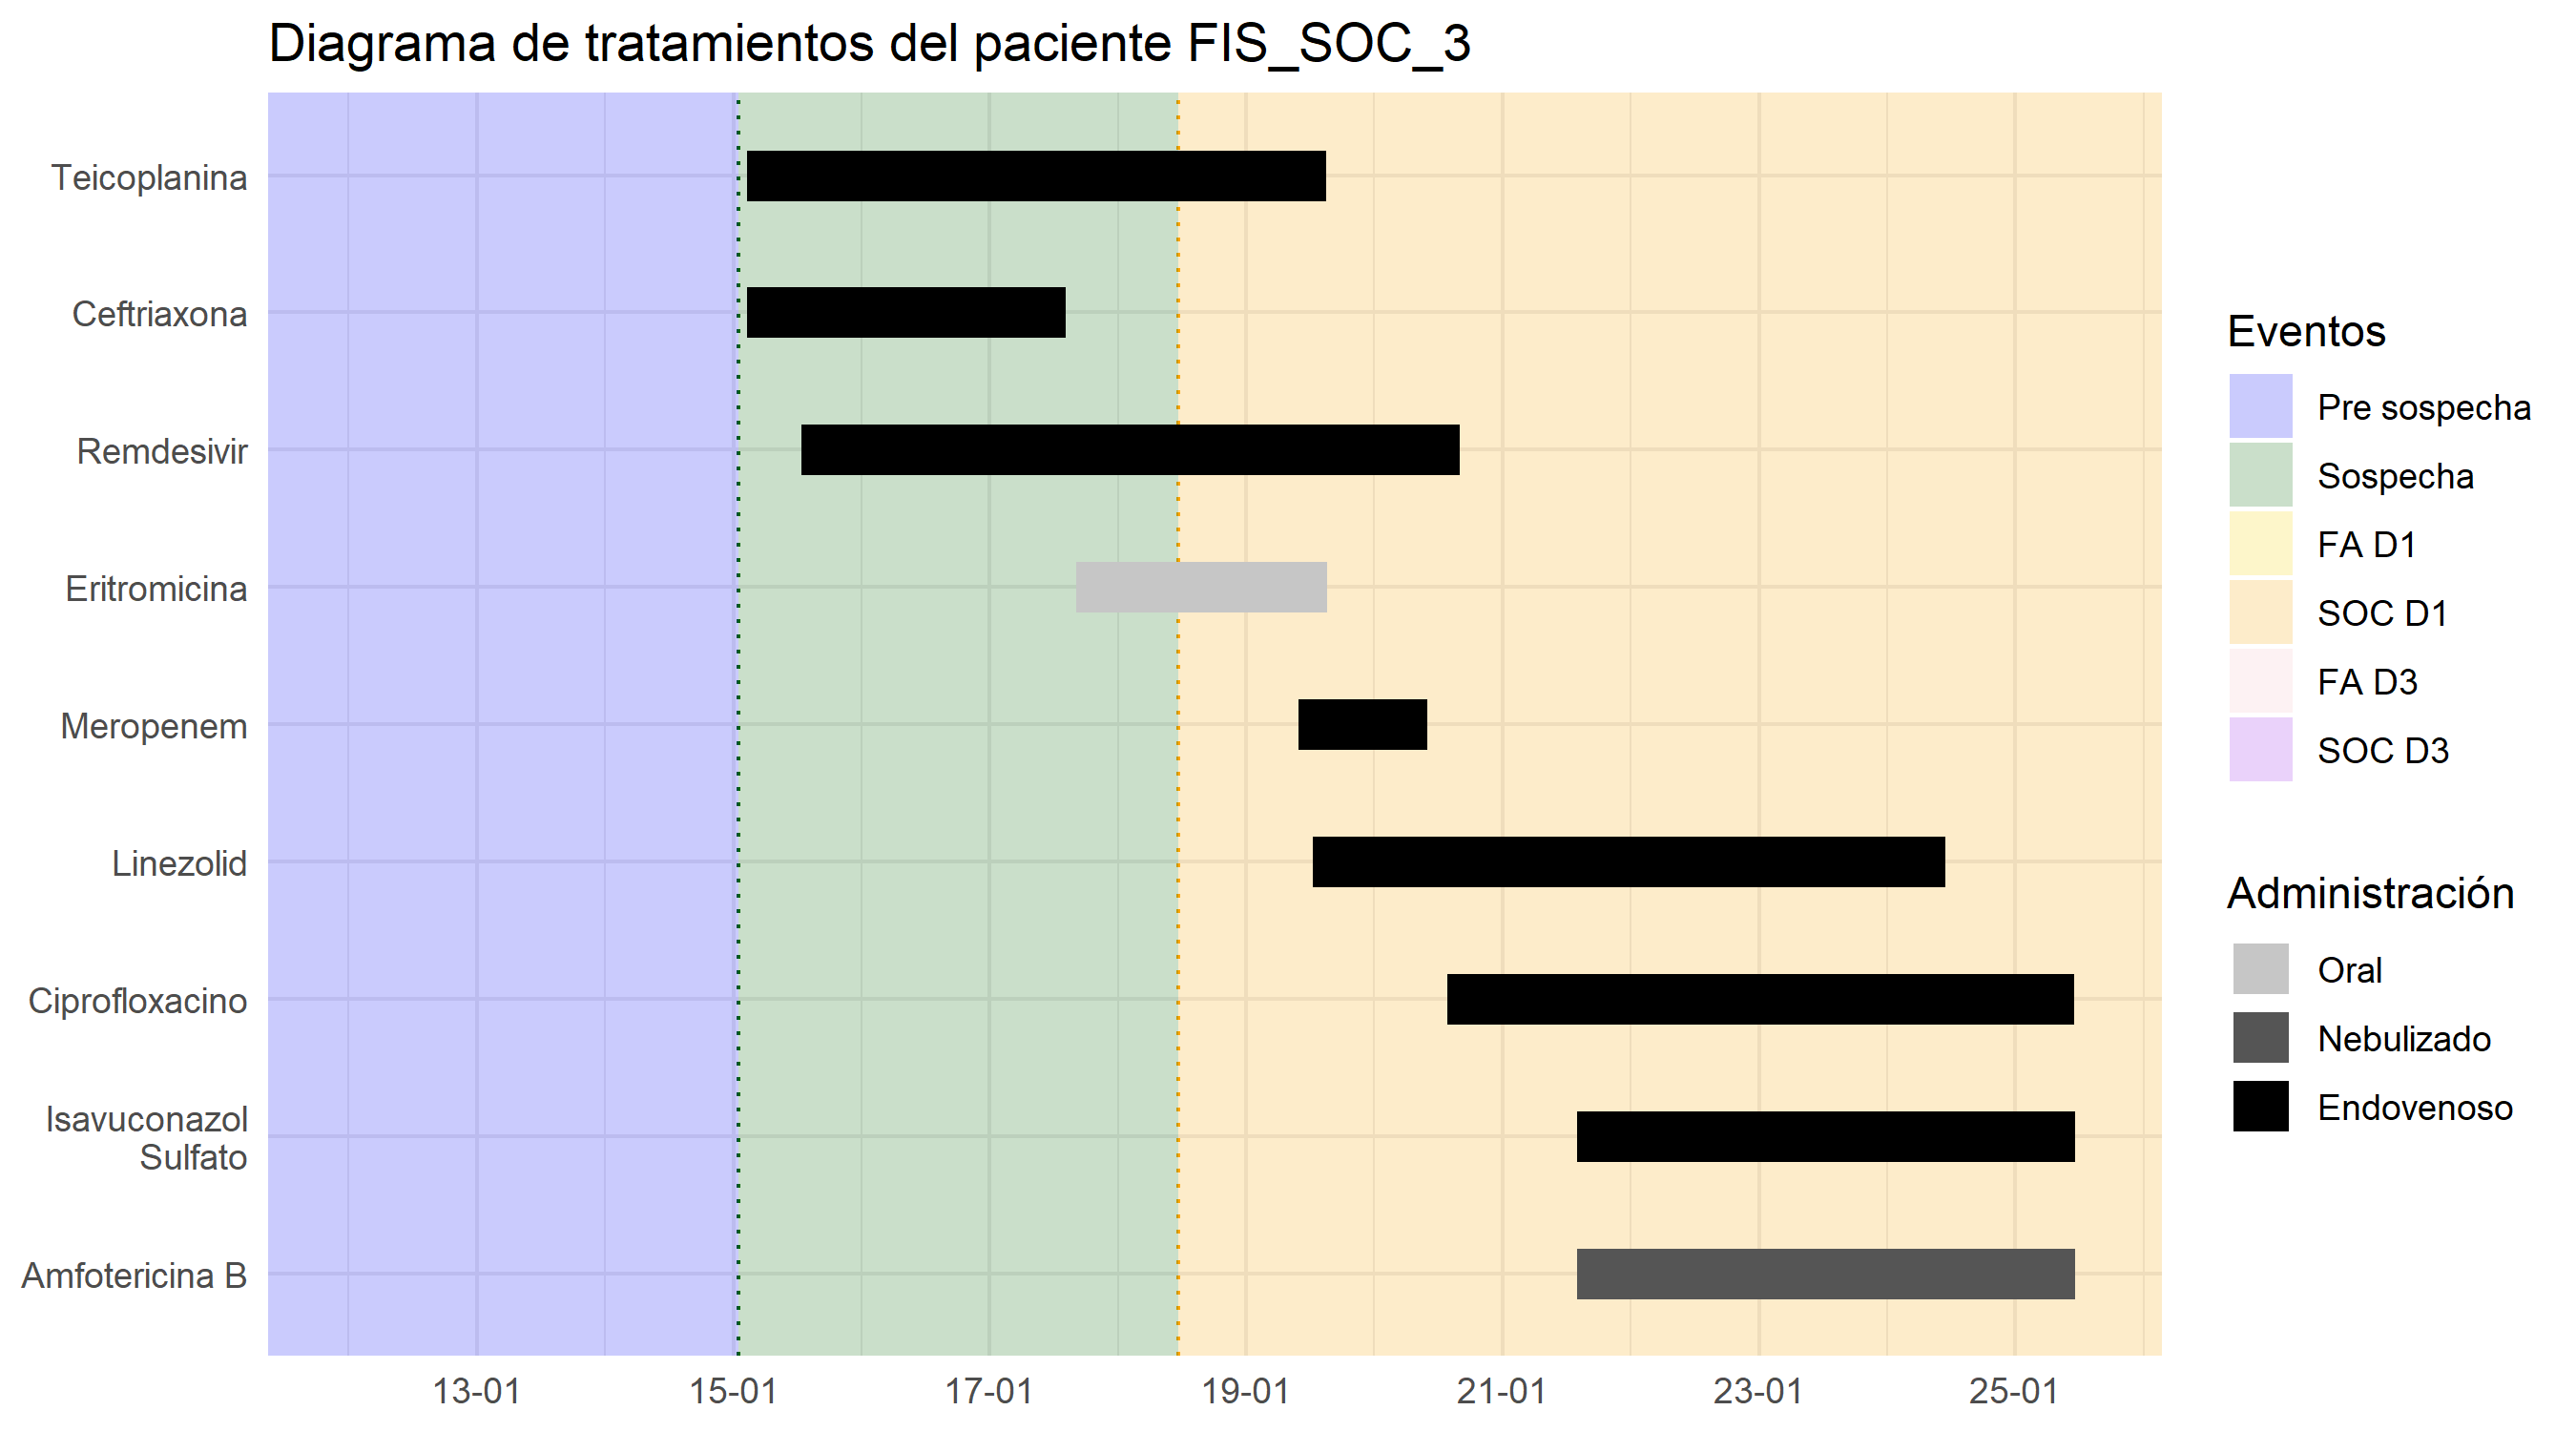 Diagrama de tratamientos del paciente FIS_SOC_3
Teicoplanina
Ceftriaxona
Remdesivir
Eritromicina
Meropenem
Linezolid
Ciprofloxacino
Isavuconazol
Sulfato
Amfotericina B
13-01
15-01
17-01
19-01
21-01
23-01
25-01
Eventos
Pre sospecha
Sospecha
FA D1
SOC D1
FA D3
SOC D3
Administración
Oral
Nebulizado
Endovenoso